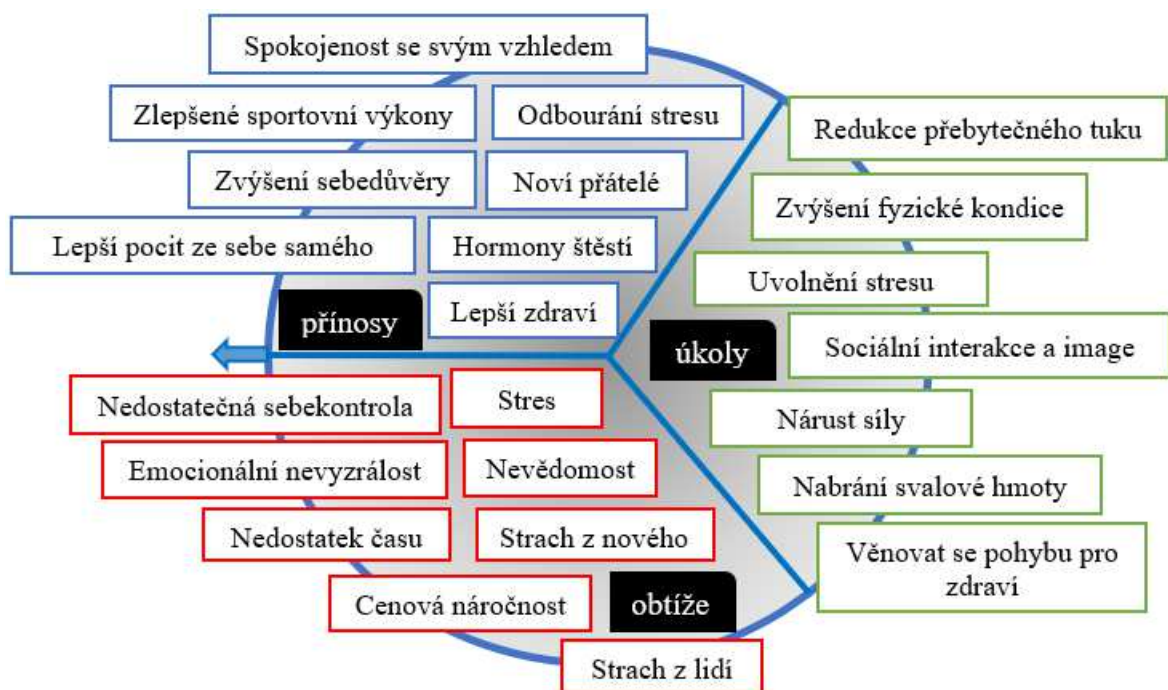 Spokojenost se svým vzhledem
Zlepšené sportovní výkony
Odbourání stresu
Zvýšení sebedůvěry
Noví přátelé
Lepší pocit ze sebe samého
Hormony štěstí
Lepší zdraví
přínosy
Redukce přebytečného tuku
Zvýšení fyzické kondice
Uvolnění stresu
úkoly
Sociální interakce a image
Nárust síly
Nabrání svalové hmoty
Věnovat se pohybu pro
zdraví
Nedostatečná sebekontrola
Stres
Emocionální nevyzrálost
Nevědomost
Nedostatek času
Strach z nového
Cenová náročnost
obtíže
Strach z lidí